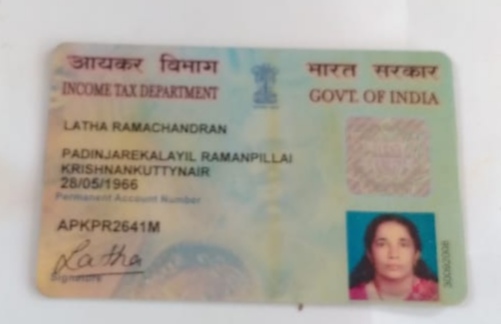 आयकर विभाग
भारत सरकार
INCOME TAX DEPARTMENT
GOVT. OF INDIA
LATHA RAMACHANDRAN
PADINJAREKALAYIL RAMANPILLAI
KRISHNANKUTTYNAIR
28/05/1966
Permanent Account Number
APKPR2641M
Latha
Signature